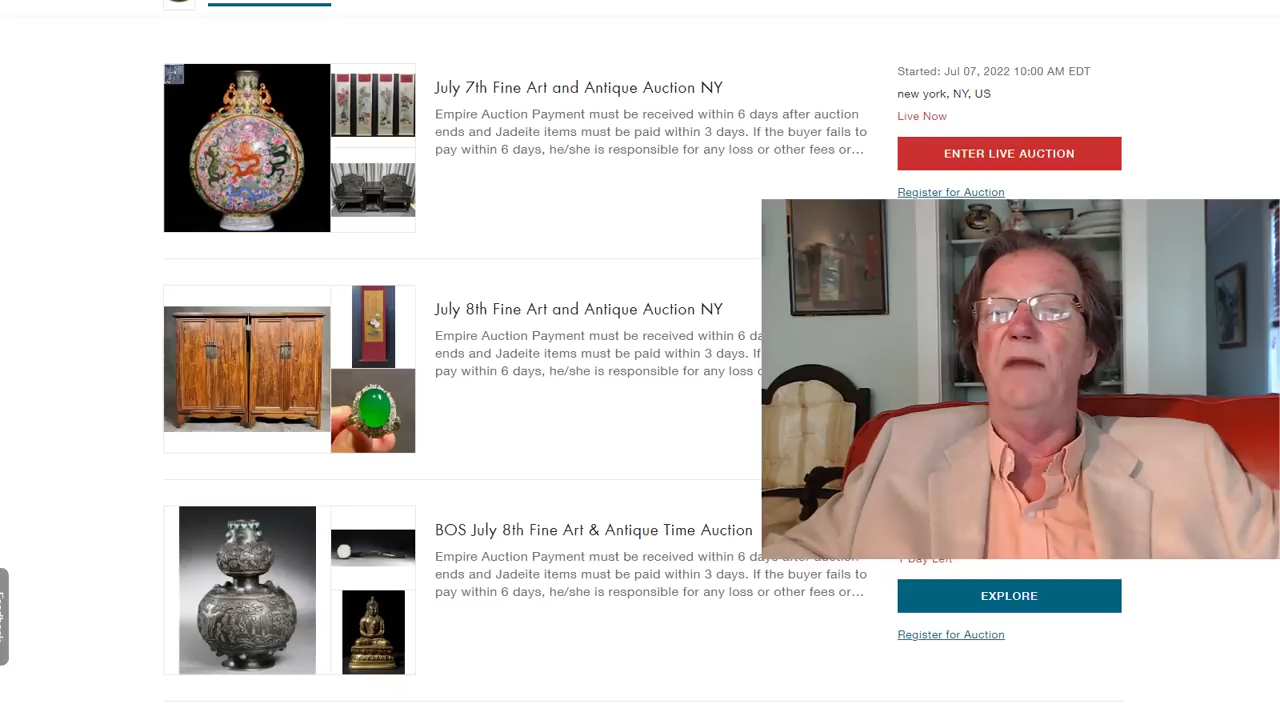 July 7th Fine Art and Antique Auction NY
Empire Auction Payment must be received within 6 days after auction
ends and Jadeite items must be paid within 3 days. If the buyer fails to
pay within 6 days, he/she is responsible for any loss or other fees or...
Started: Jul 07, 2022 10:00 AM EDT
new york, NY, US
Live Now
ENTER LIVE AUCTION
Register for Auction
July 8th Fine Art and Antique Auction NY
Empire Auction Payment must be received within 6 da
ends and Jadeite items must be paid within 3 days. If
pay within 6 days, he/she is responsible for any loss
BOS July 8th Fine Art & Antique Time Auction
Empire Auction Payment must be received within 6 days after auction
ends and Jadeite items must be paid within 3 days. If the buyer fails to
pay within 6 days, he/she is responsible for any loss or other fees or...
1 Day Left
EXPLORE
Register for Auction
Feedback